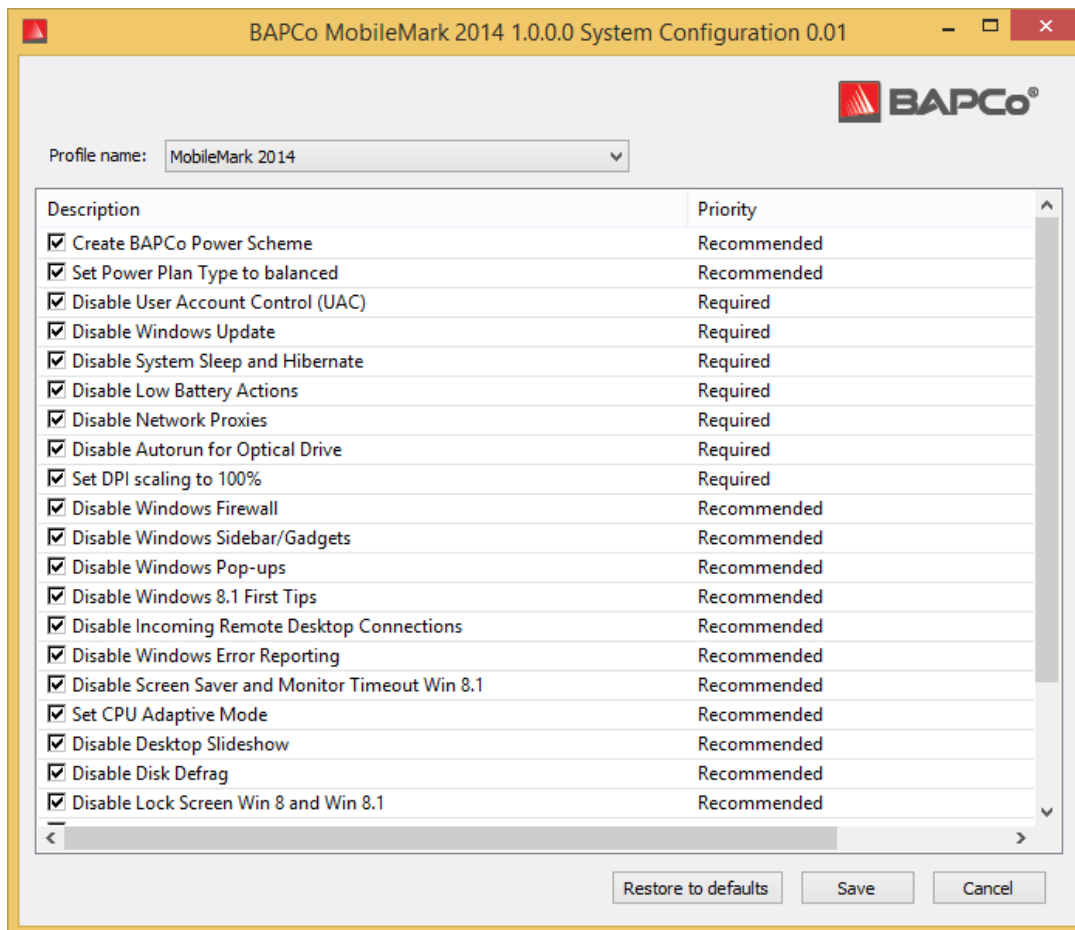 BAPCo MobileMark 2014 1.0.0.0 System Configuration 0.01
BAPCo®
Profile name: MobileMark 2014
Description Priority
Create BAPCo Power Scheme Recommended
Set Power Plan Type to balanced Recommended
Disable User Account Control (UAC) Required
Disable Windows Update Required
Disable System Sleep and Hibernate Required
Disable Low Battery Actions Required
Disable Network Proxies Required
Disable Autorun for Optical Drive Required
Set DPI scaling to 100% Required
Disable Windows Firewall Recommended
Disable Windows Sidebar/Gadgets Recommended
Disable Windows Pop-ups Recommended
Disable Windows 8.1 First Tips Recommended
Disable Incoming Remote Desktop Connections Recommended
Disable Windows Error Reporting Recommended
Disable Screen Saver and Monitor Timeout Win 8.1 Recommended
Set CPU Adaptive Mode Recommended
Disable Desktop Slideshow Recommended
Disable Disk Defrag Recommended
Disable Lock Screen Win 8 and Win 8.1 Recommended
Restore to defaults Save Cancel